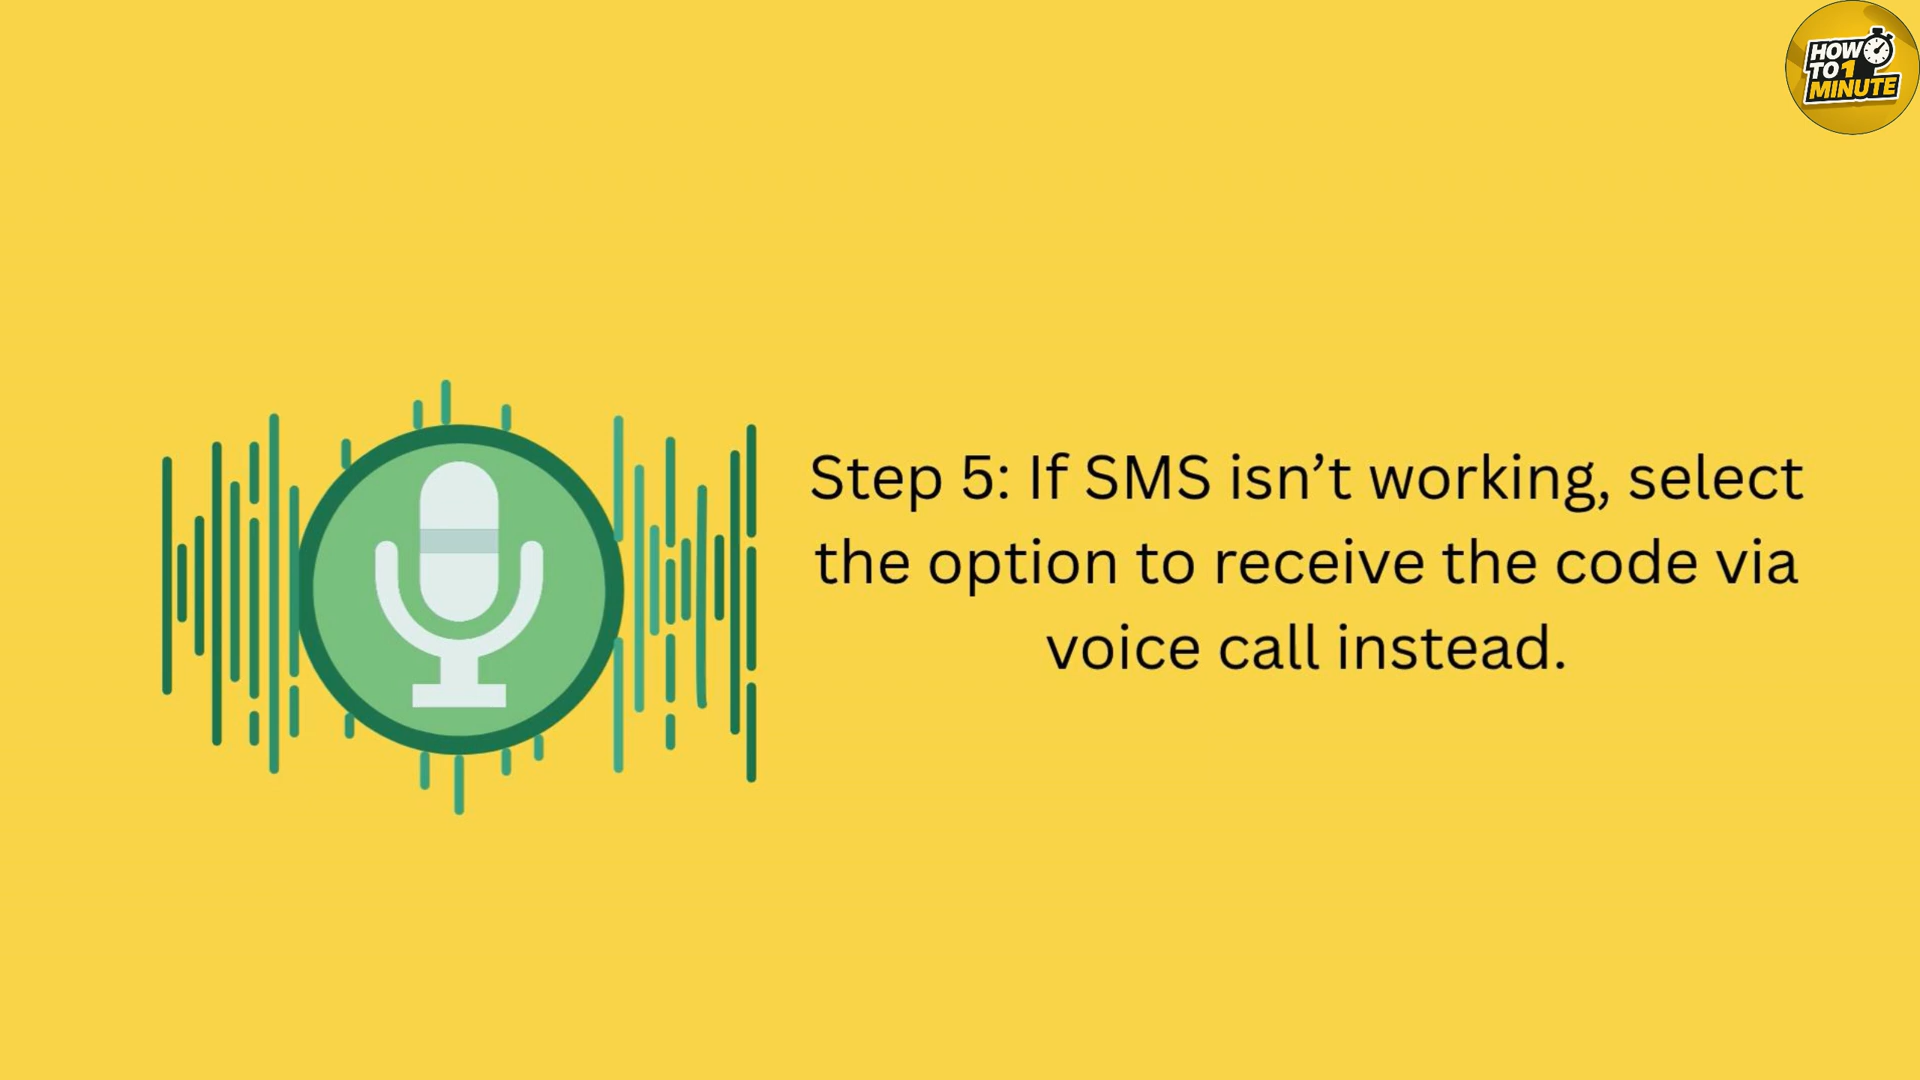 HOW
TO 1
MINUTE
Step 5: If SMS isn’t working, select
the option to receive the code via
voice call instead.